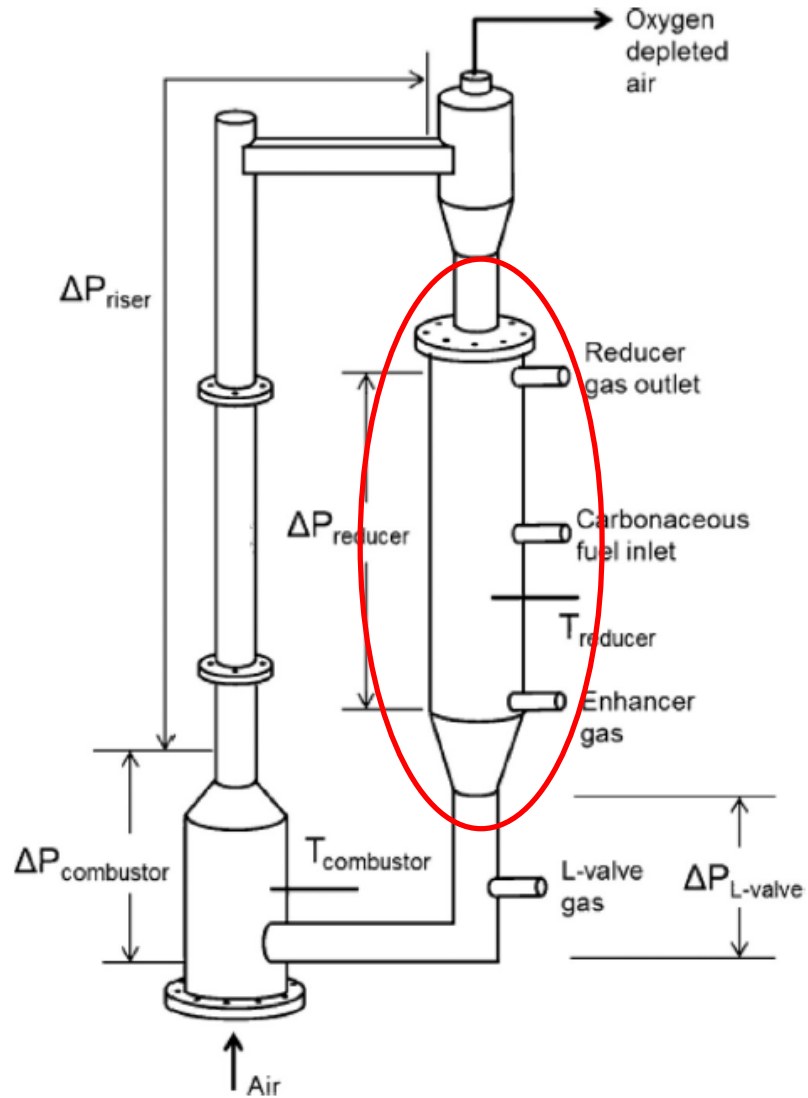 Oxygen
depleted
air
ΔPriser
Reducer
gas outlet
ΔPreducer
Carbonaceous
fuel inlet
Treducer
Enhancer
gas
ΔPcombustor
Tcombustor
L-valve
gas
ΔPL-valve
Air